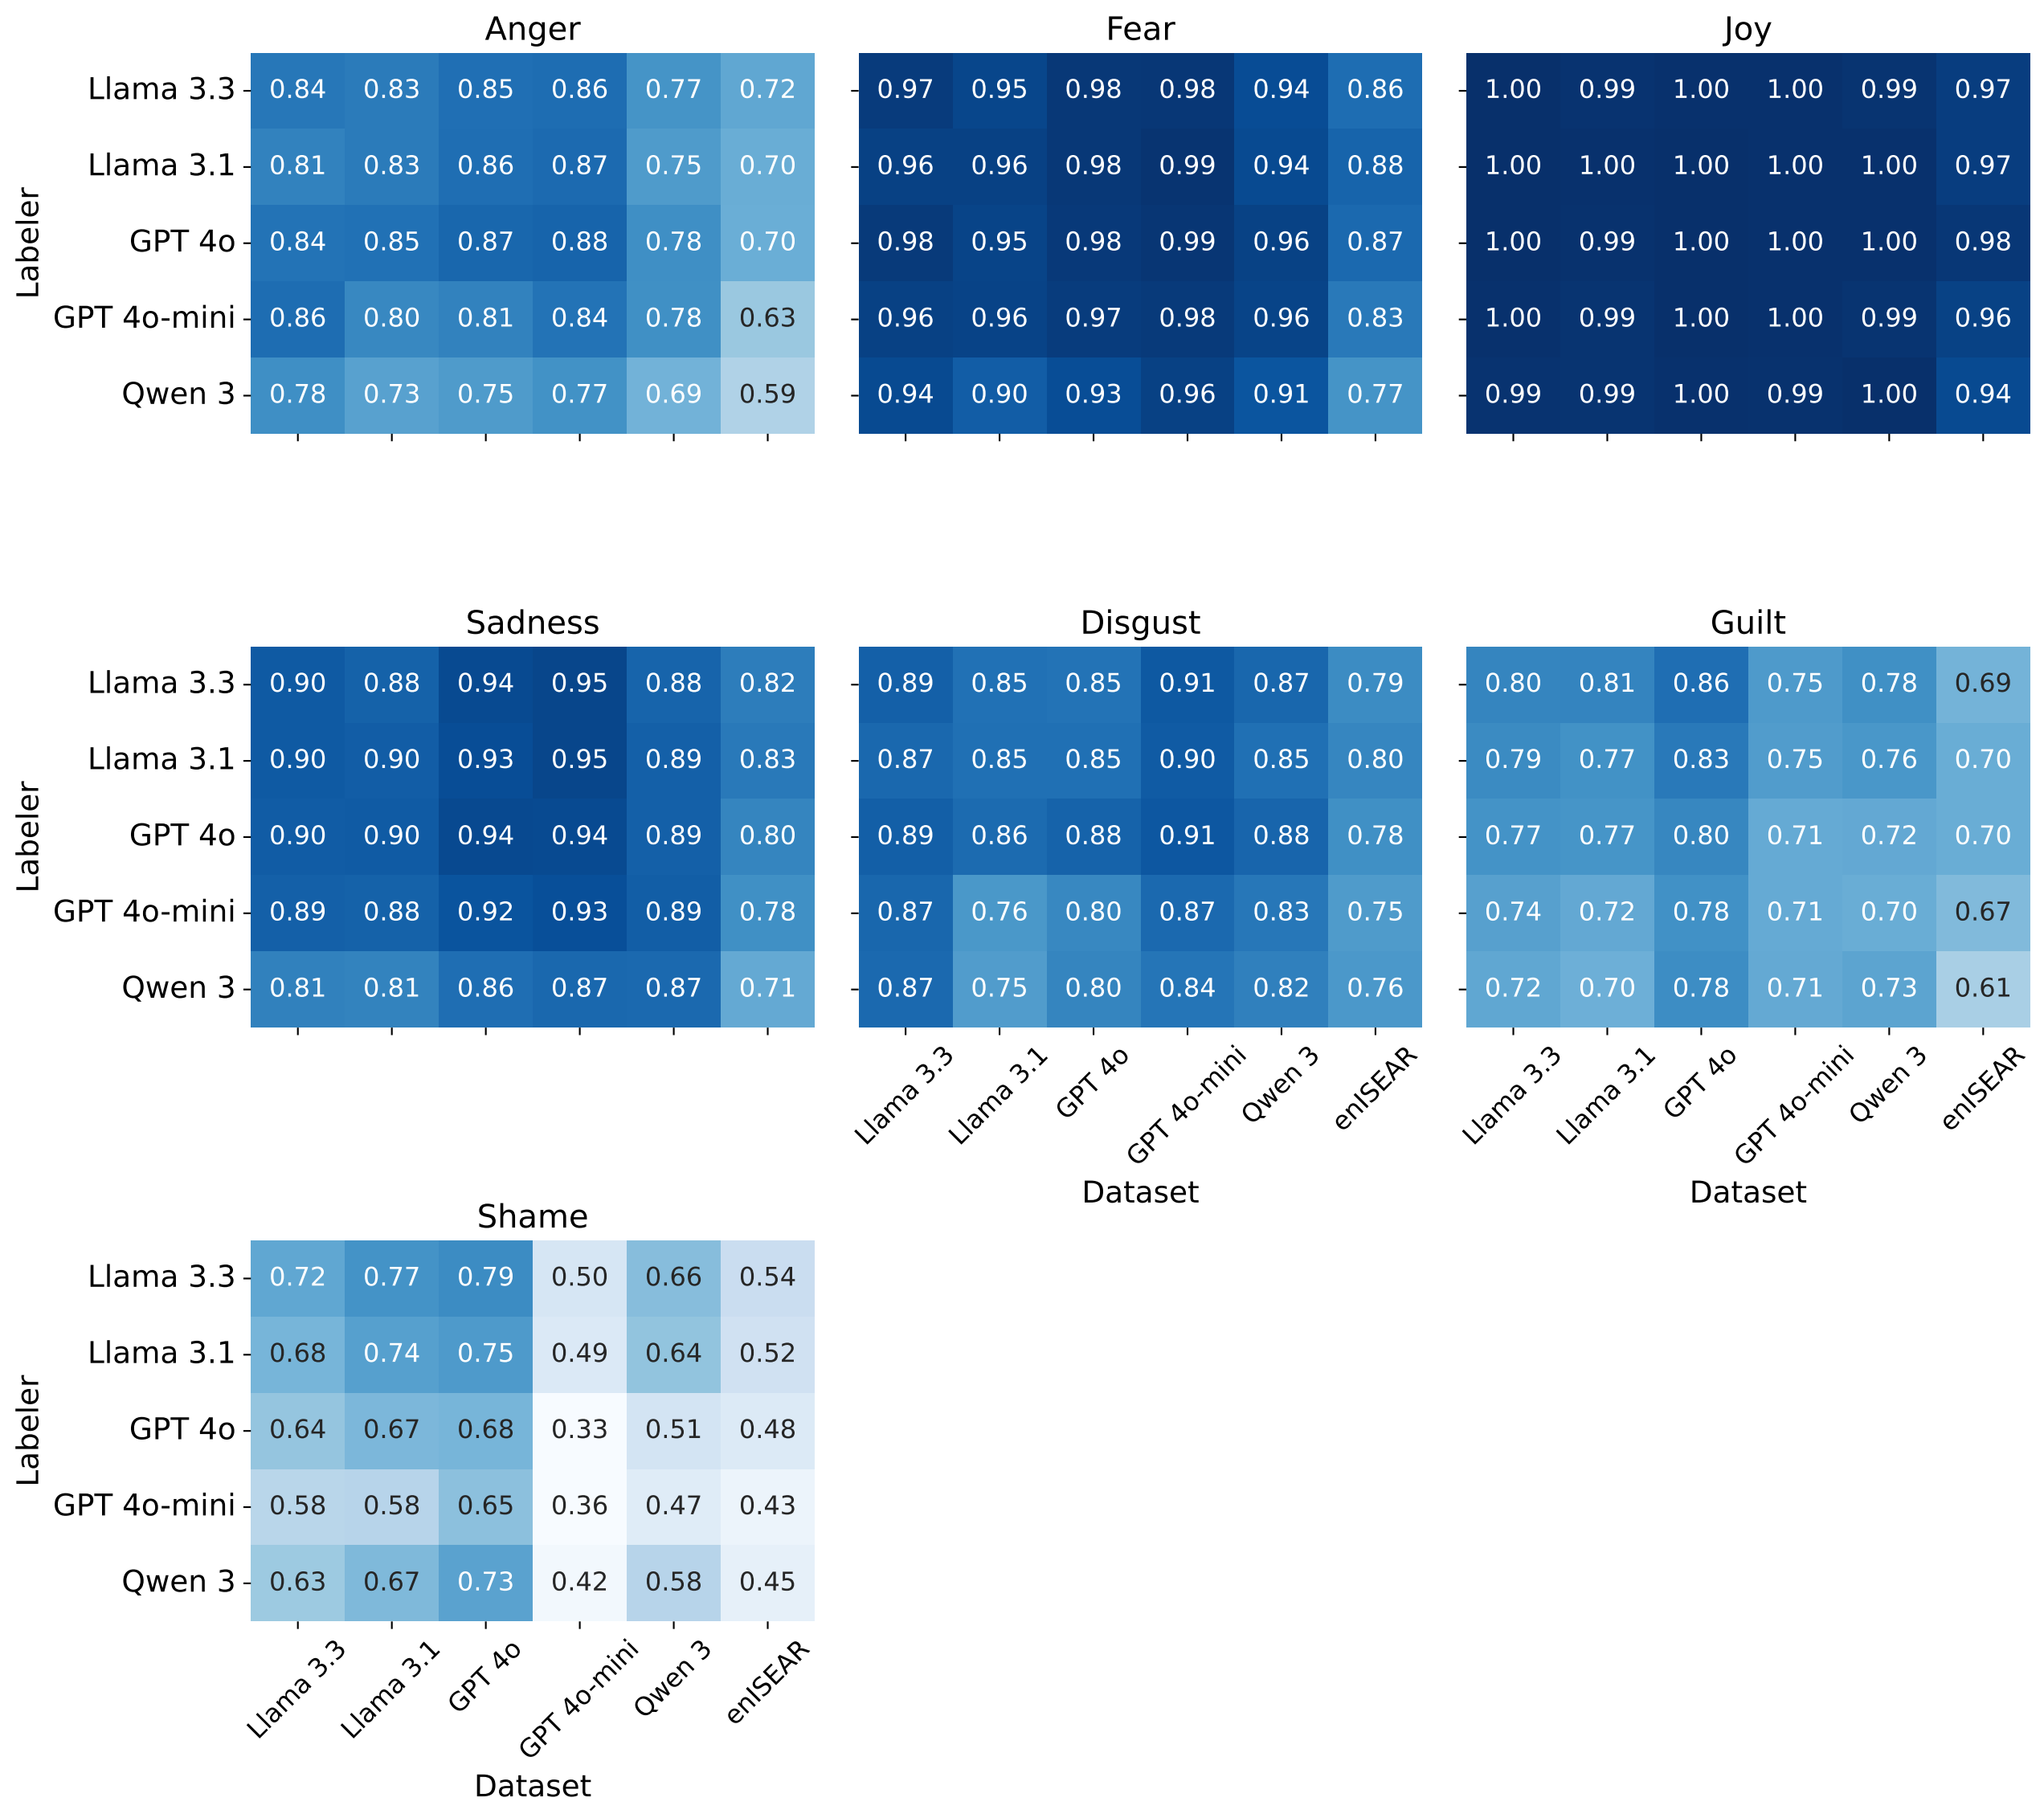 Anger Fear Joy
Labeler
Llama 3.3 0.84 0.83 0.85 0.86 0.77 0.72 0.97 0.95 0.98 0.98 0.94 0.86 1.00 0.99 1.00 1.00 0.99 0.97
Llama 3.1 0.81 0.83 0.86 0.87 0.75 0.70 0.96 0.96 0.98 0.99 0.94 0.88 1.00 1.00 1.00 1.00 1.00 0.97
GPT 4o 0.84 0.85 0.87 0.88 0.78 0.70 0.98 0.95 0.98 0.99 0.96 0.87 1.00 0.99 1.00 1.00 1.00 0.98
GPT 4o-mini 0.86 0.80 0.81 0.84 0.78 0.63 0.96 0.96 0.97 0.98 0.96 0.83 1.00 0.99 1.00 1.00 0.99 0.96
Qwen 3 0.78 0.73 0.75 0.77 0.69 0.59 0.94 0.90 0.93 0.96 0.91 0.77 0.99 0.99 1.00 0.99 1.00 0.94
Sadness Disgust Guilt
Labeler
Llama 3.3 0.90 0.88 0.94 0.95 0.88 0.82 0.89 0.85 0.85 0.91 0.87 0.79 0.80 0.81 0.86 0.75 0.78 0.69
Llama 3.1 0.90 0.90 0.93 0.95 0.89 0.83 0.87 0.85 0.85 0.90 0.85 0.80 0.79 0.77 0.83 0.75 0.76 0.70
GPT 4o 0.90 0.90 0.94 0.94 0.89 0.80 0.89 0.86 0.88 0.91 0.88 0.78 0.77 0.77 0.80 0.71 0.72 0.70
GPT 4o-mini 0.89 0.88 0.92 0.93 0.89 0.78 0.87 0.76 0.80 0.87 0.83 0.75 0.74 0.72 0.78 0.71 0.70 0.67
Qwen 3 0.81 0.81 0.86 0.87 0.87 0.71 0.87 0.75 0.80 0.84 0.82 0.76 0.72 0.70 0.78 0.71 0.73 0.61
Llama 3.3 Llama 3.1 GPT 4o GPT 4o-mini Qwen 3 enISEAR Llama 3.3 Llama 3.1 GPT 4o GPT 4o-mini Qwen 3 enISEAR
Dataset Dataset
Shame
Labeler
Llama 3.3 0.72 0.77 0.79 0.50 0.66 0.54
Llama 3.1 0.68 0.74 0.75 0.49 0.64 0.52
GPT 4o 0.64 0.67 0.68 0.33 0.51 0.48
GPT 4o-mini 0.58 0.58 0.65 0.36 0.47 0.43
Qwen 3 0.63 0.67 0.73 0.42 0.58 0.45
Llama 3.3 Llama 3.1 GPT 4o GPT 4o-mini Qwen 3 enISEAR
Dataset